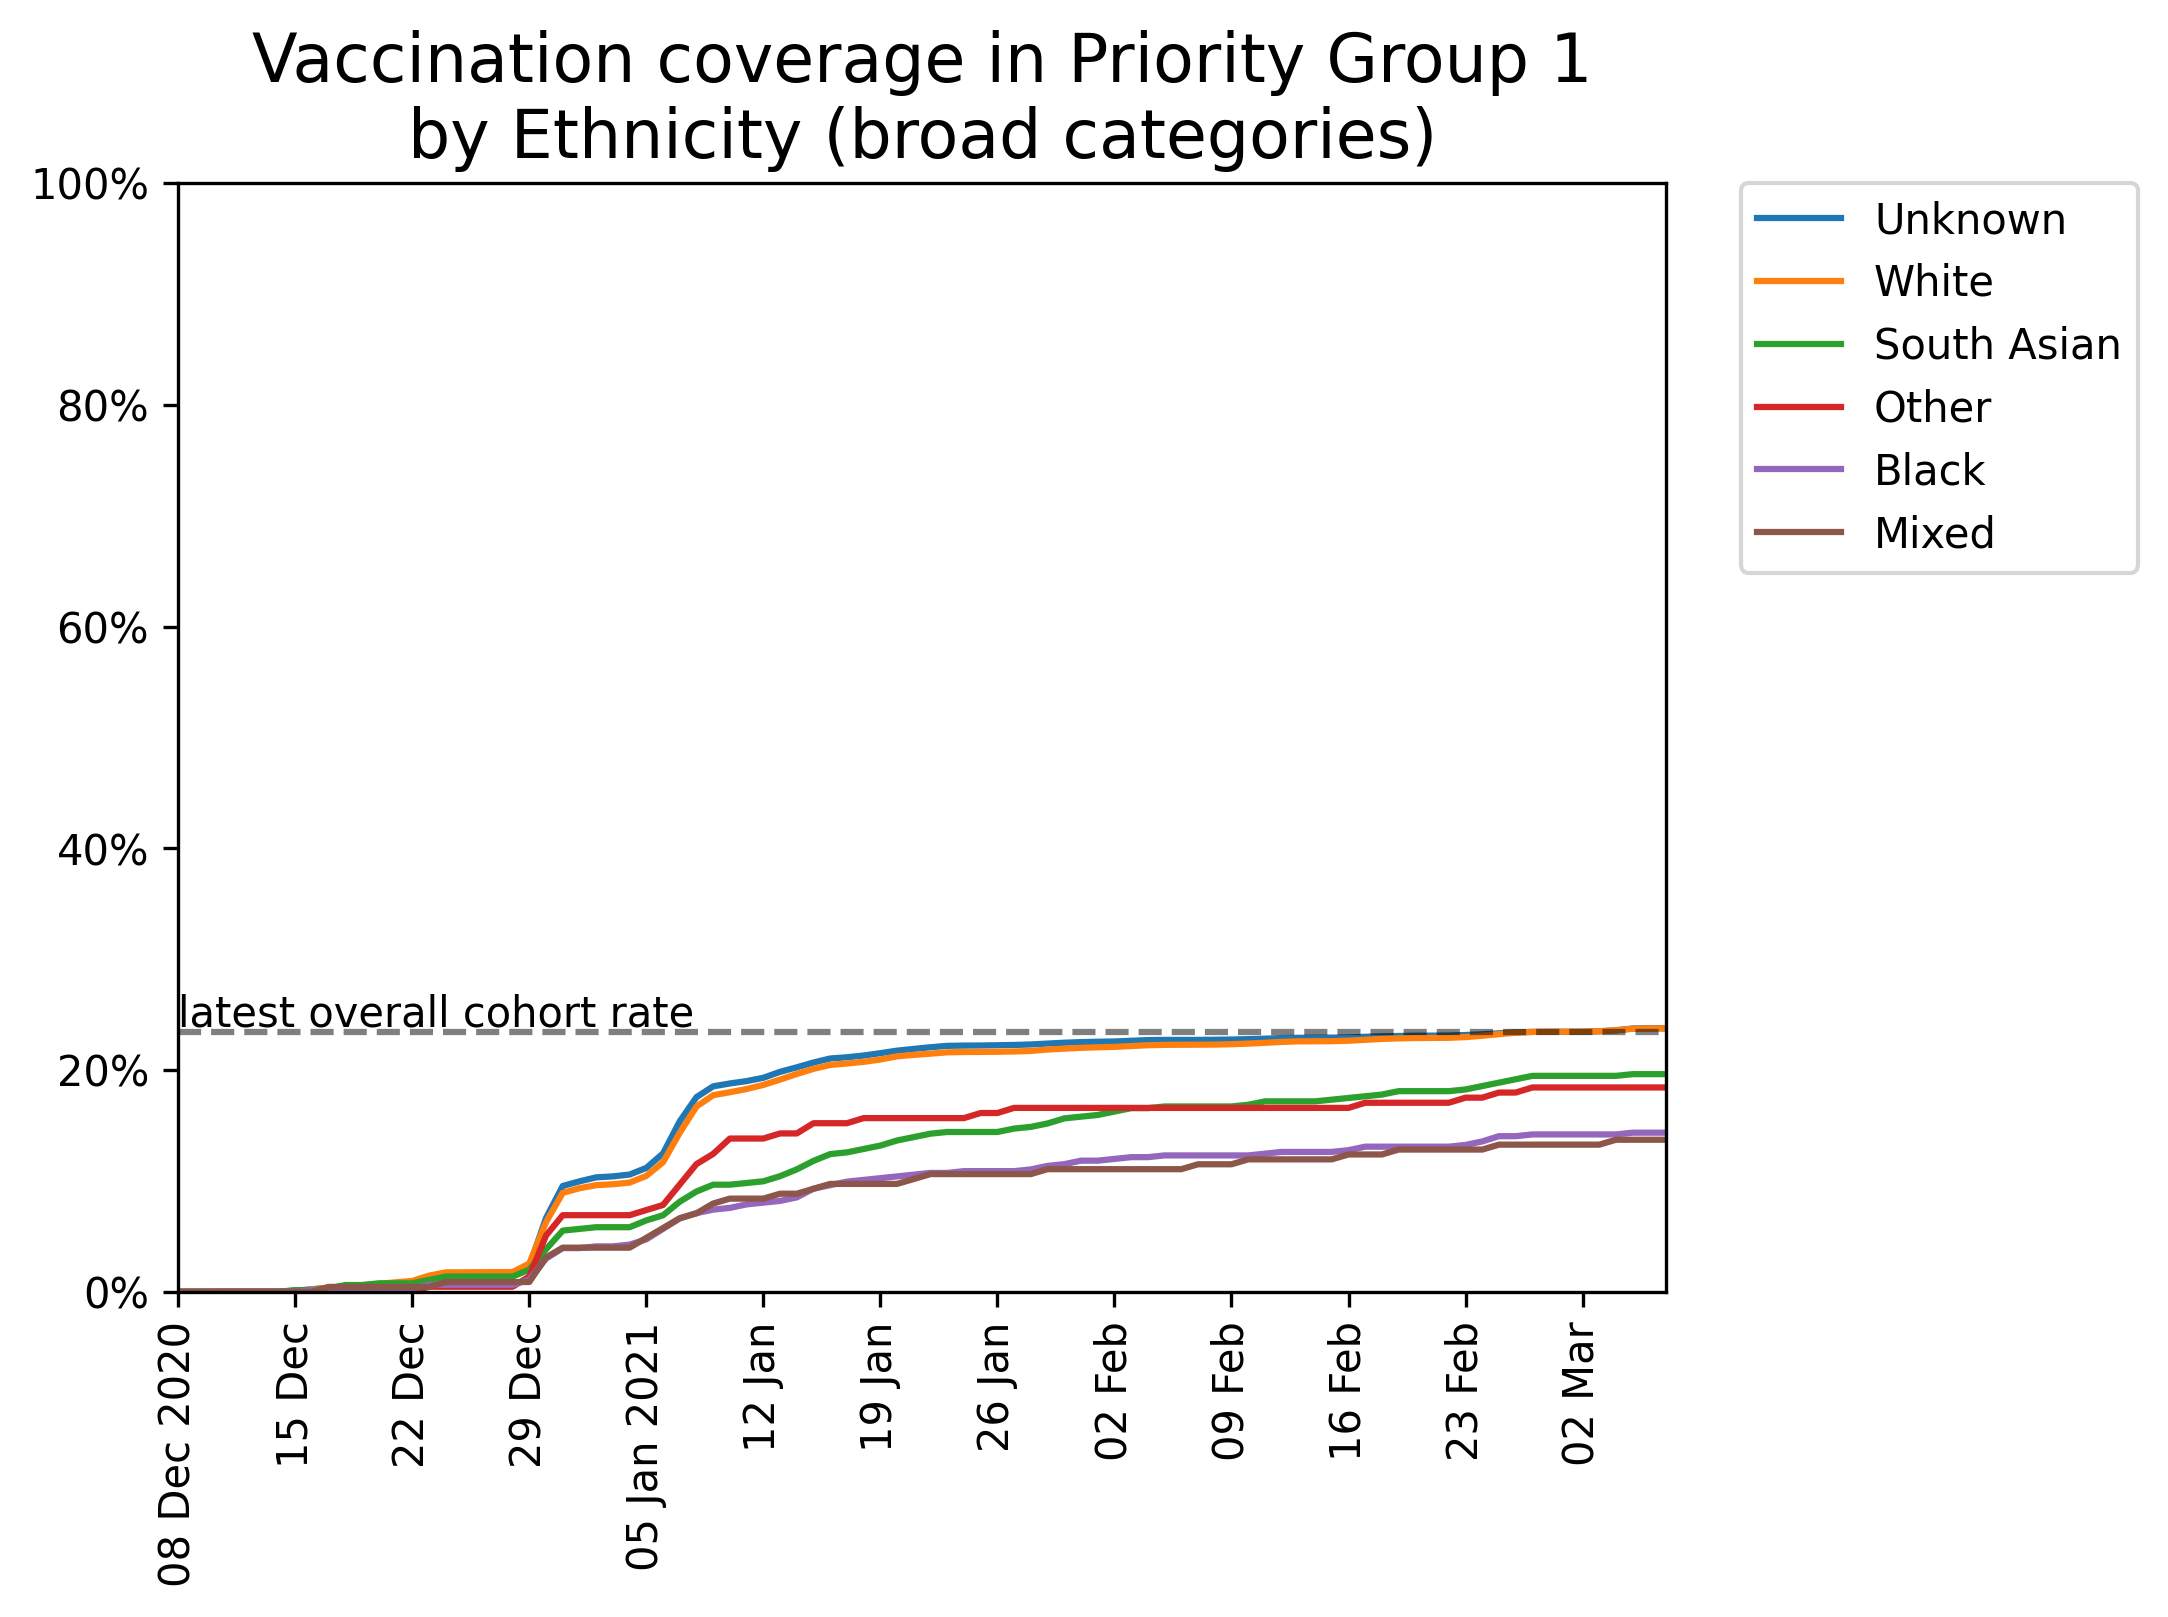 Vaccination coverage in Priority Group 1
by Ethnicity (broad categories)
100%
80%
60%
40%
20%
0%
latest overall cohort rate
08 Dec 2020
15 Dec
22 Dec
29 Dec
05 Jan 2021
12 Jan
19 Jan
26 Jan
02 Feb
09 Feb
16 Feb
23 Feb
02 Mar
Unknown
White
South Asian
Other
Black
Mixed